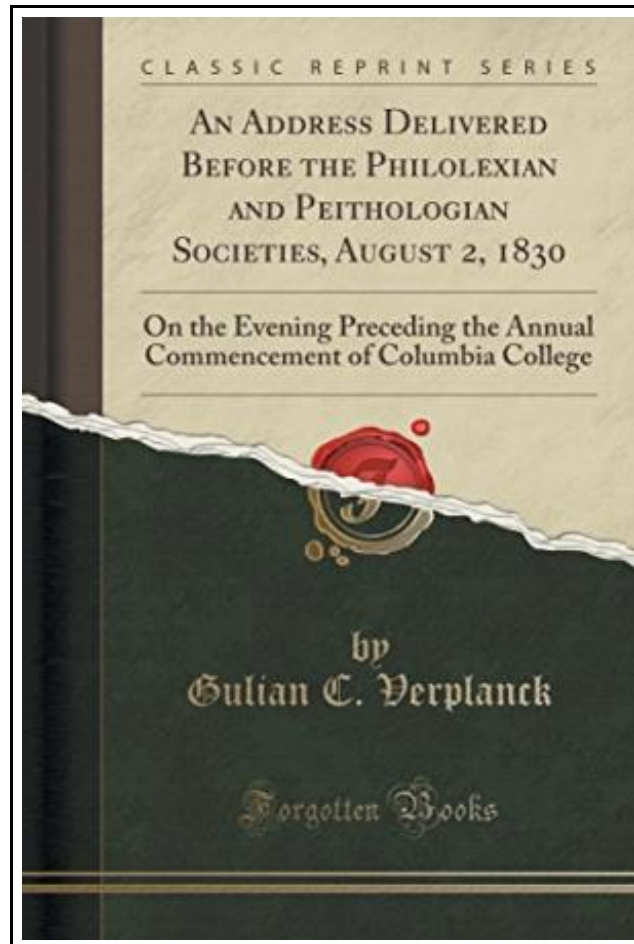 CLASSIC REPRINT SERIES
AN ADDRESS DELIVERED
BEFORE THE PHILOLEXIAN
AND PEITHOLOGIAN
SOCIETIES, AUGUST 2, 1830
On the Evening Preceding the Annual
Commencement of Columbia College
by
Gulian C. Verplanck
Forgotten Books